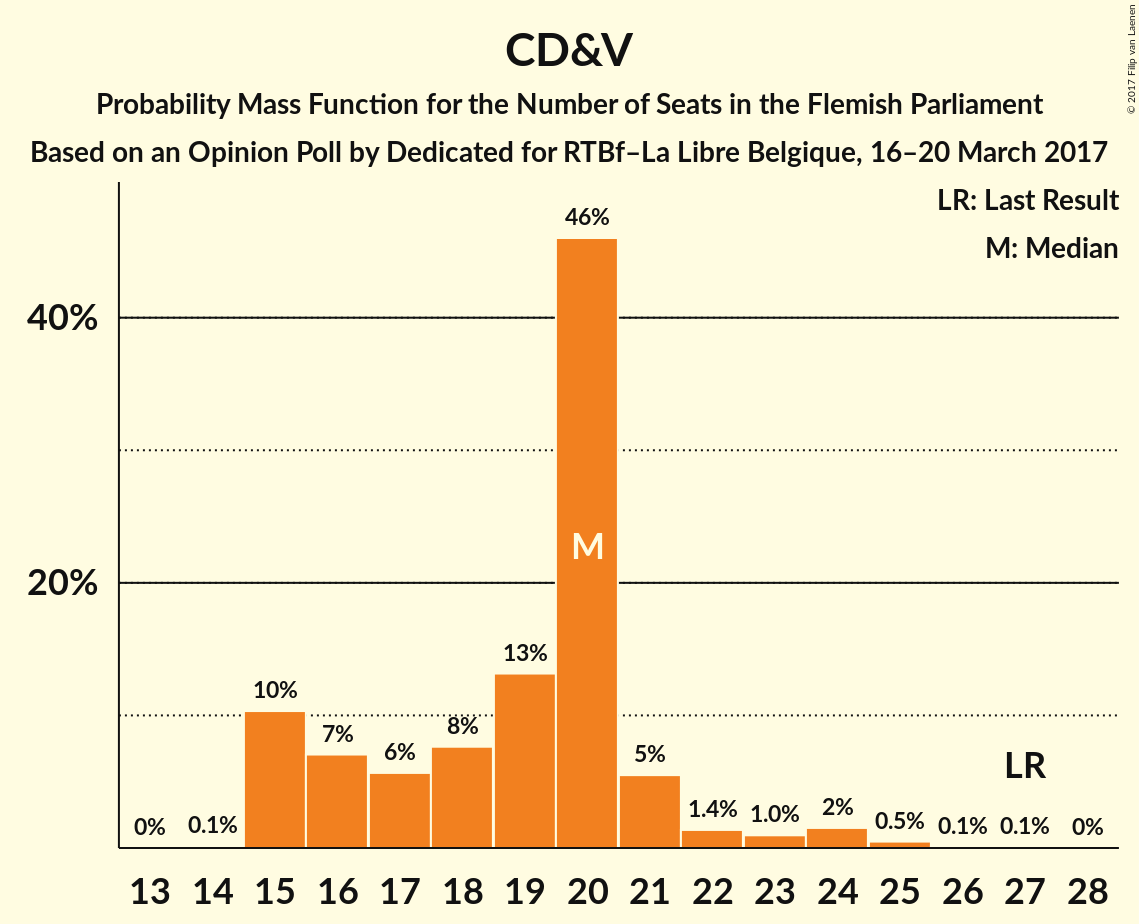 CD&V
Probability Mass Function for the Number of Seats in the Flemish Parliament
Based on an Opinion Poll by Dedicated for RTBf–La Libre Belgique, 16–20 March 2017
© 2017 Filip van Laenen
LR: Last Result
M: Median
40%
20%
0%
0.1%
10%
7%
6%
8%
13%
46%
M
5%
1.4%
1.0%
2%
0.5%
0.1%
LR
0.1%
0%
13 14 15 16 17 18 19 20 21 22 23 24 25 26 27 28